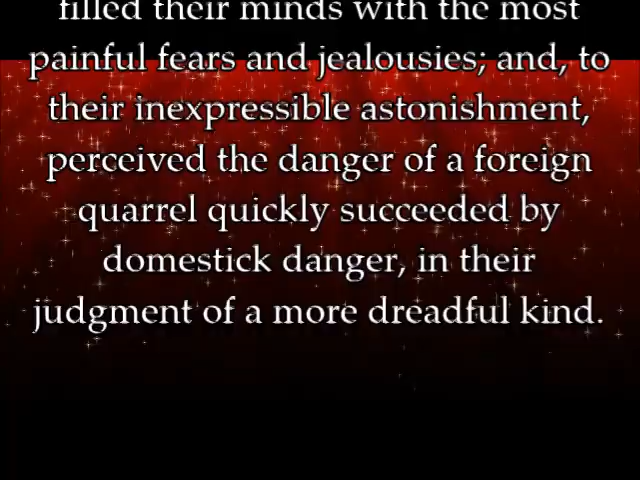 filled their minds with the most
painful fears and jealousies; and, to
their inexpressible astonishment,
perceived the danger of a foreign
quarrel quickly succeeded by
domestick danger, in their
judgment of a more dreadful kind.